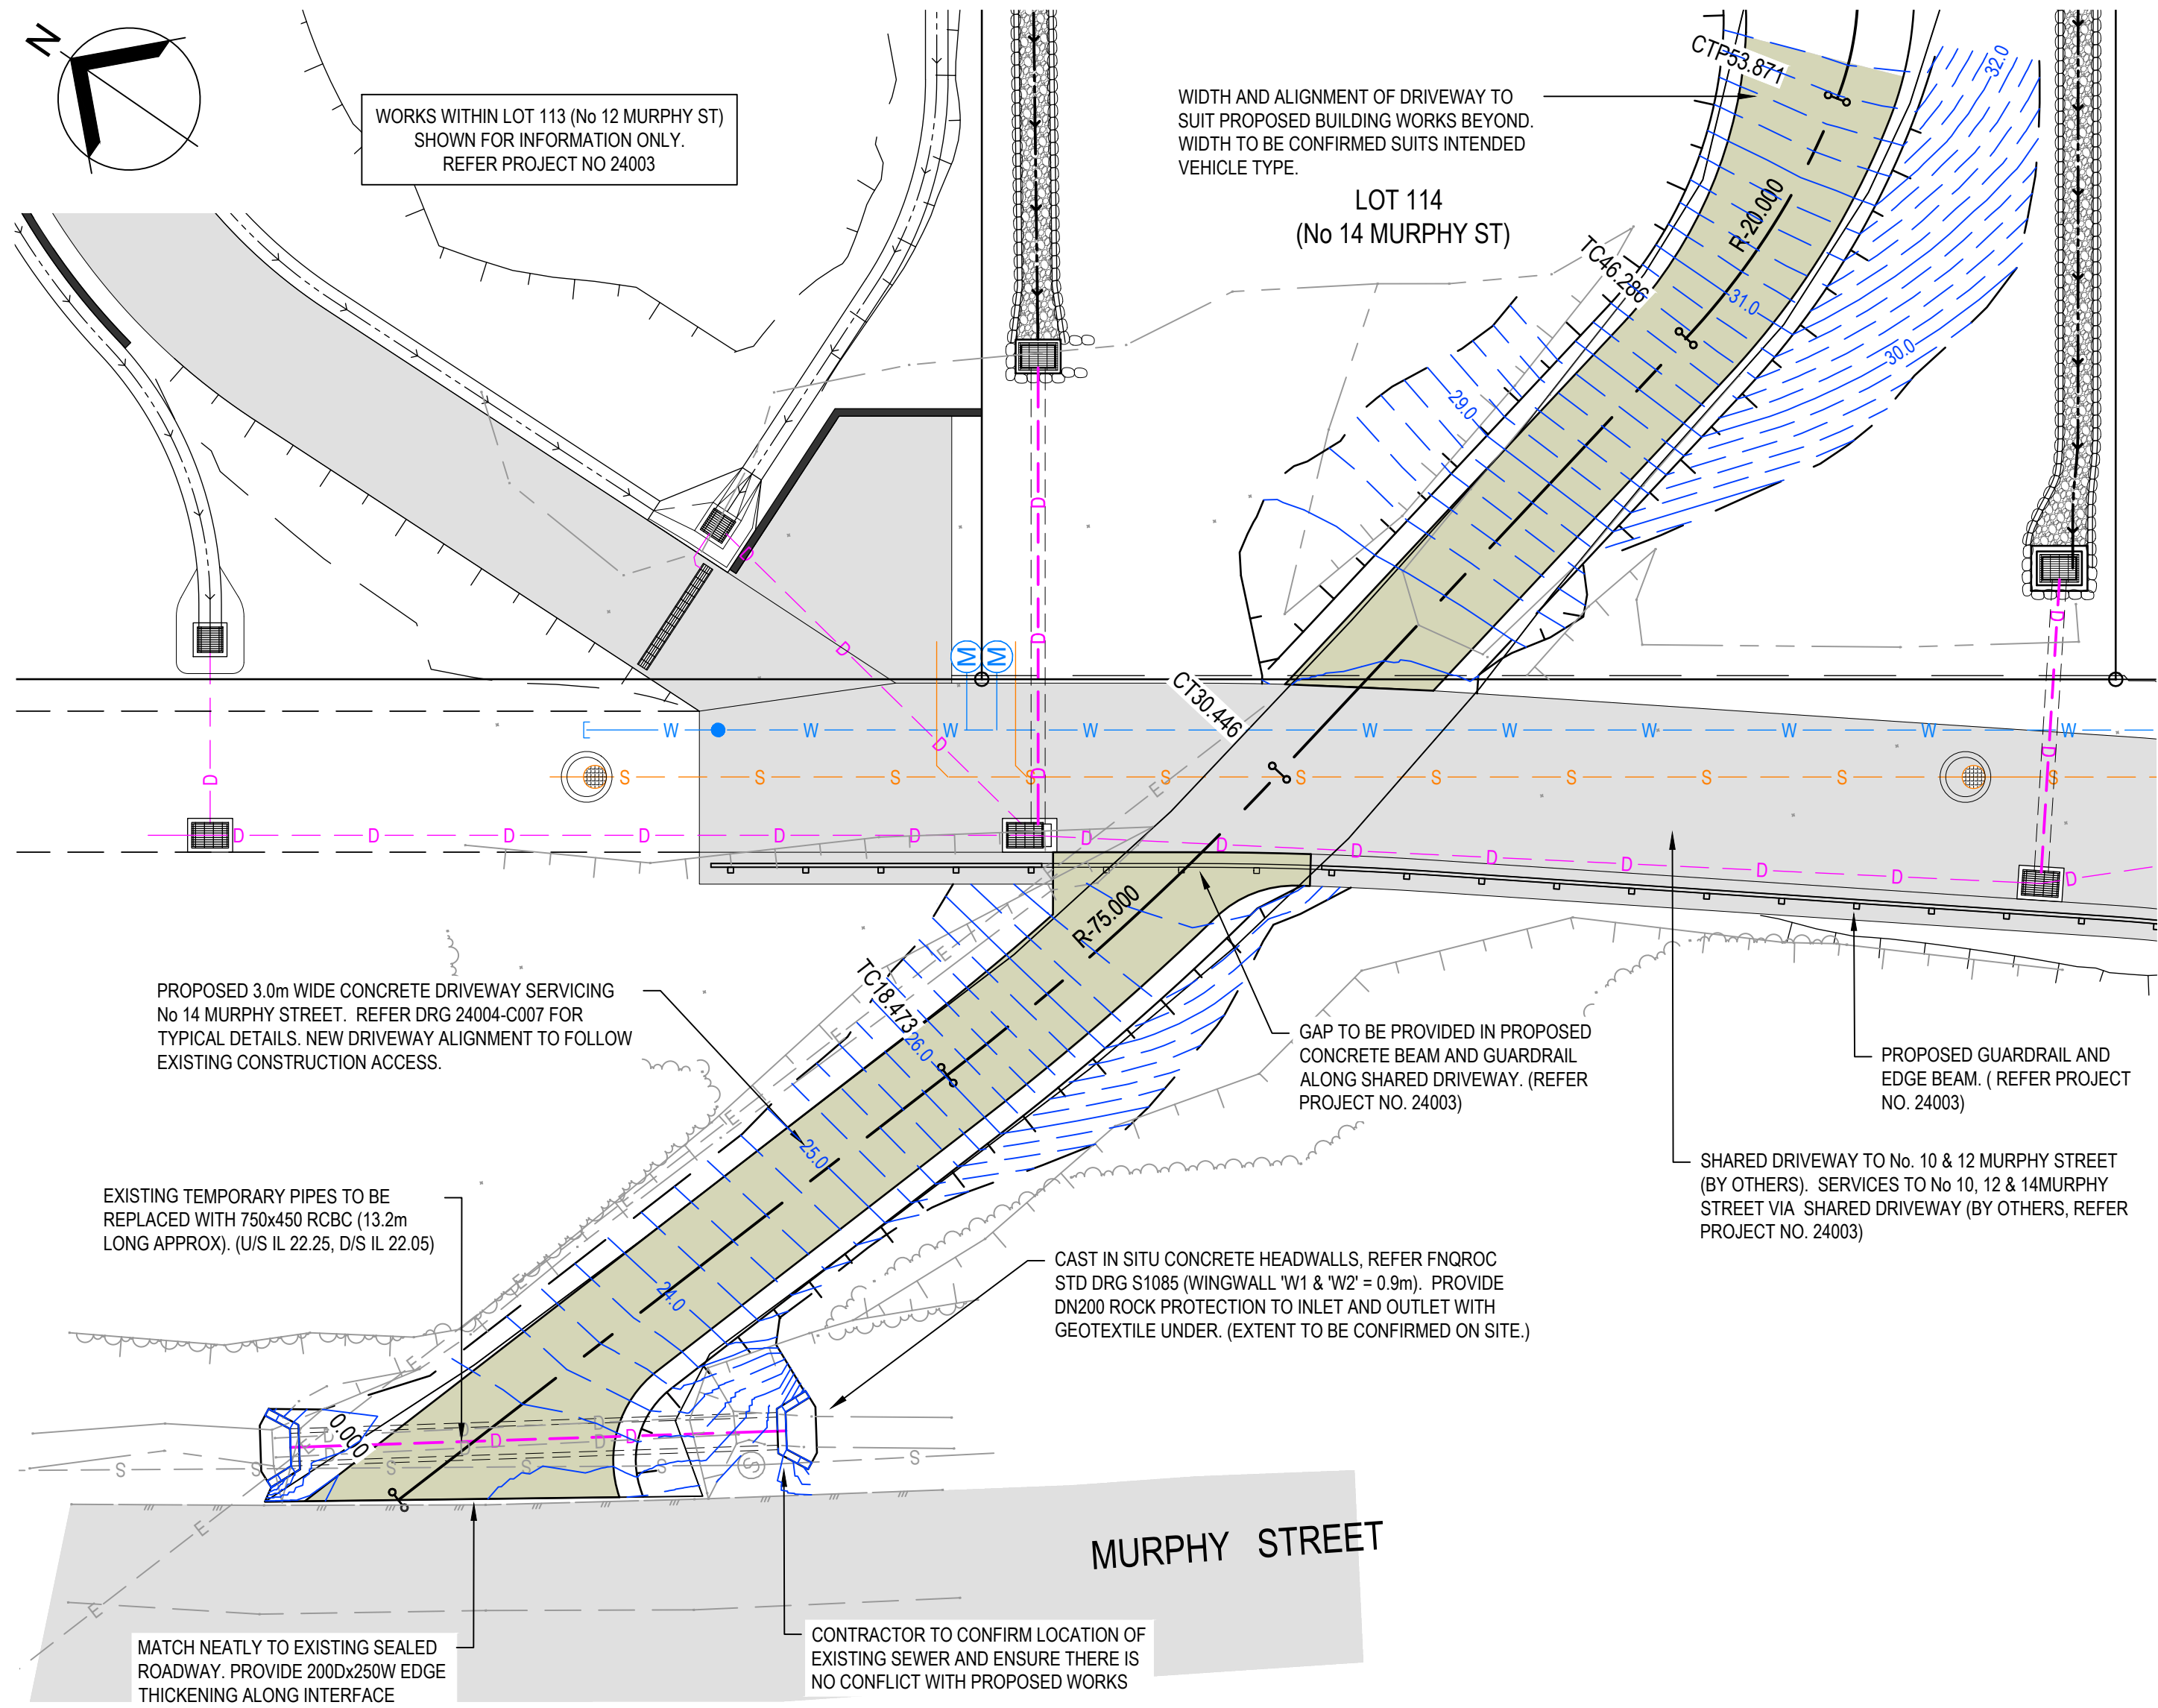 N
WORKS WITHIN LOT 113 (No 12 MURPHY ST)
SHOWN FOR INFORMATION ONLY.
REFER PROJECT NO 24003
WIDTH AND ALIGNMENT OF DRIVEWAY TO
SUIT PROPOSED BUILDING WORKS BEYOND.
WIDTH TO BE CONFIRMED SUITS INTENDED
VEHICLE TYPE.
LOT 114
(No 14 MURPHY ST)
CTP53.871
32.0
R-20.000
TC46.286
31.0
30.0
29.0
D
D
D
D
M M
CT30.446
W W W W W W W W W W
D
D
D
D
D
S S S S S S S S S S S
E
D D D D D D D D D D D D D D
R-75.000
E
TC18.473
26.0
PROPOSED 3.0m WIDE CONCRETE DRIVEWAY SERVICING
No 14 MURPHY STREET. REFER DRG 24004-C007 FOR
TYPICAL DETAILS. NEW DRIVEWAY ALIGNMENT TO FOLLOW
EXISTING CONSTRUCTION ACCESS.
GAP TO BE PROVIDED IN PROPOSED
CONCRETE BEAM AND GUARDRAIL
ALONG SHARED DRIVEWAY. (REFER
PROJECT NO. 24003)
PROPOSED GUARDRAIL AND
EDGE BEAM. ( REFER PROJECT
NO. 24003)
E
E
25.0
SHARED DRIVEWAY TO No. 10 & 12 MURPHY STREET
(BY OTHERS). SERVICES TO No 10, 12 & 14MURPHY
STREET VIA SHARED DRIVEWAY (BY OTHERS, REFER
PROJECT NO. 24003)
EXISTING TEMPORARY PIPES TO BE
REPLACED WITH 750x450 RCBC (13.2m
LONG APPROX). (U/S IL 22.25, D/S IL 22.05)
E
E
24.0
CAST IN SITU CONCRETE HEADWALLS, REFER FNQROC
STD DRG S1085 (WINGWALL 'W1 & 'W2' = 0.9m). PROVIDE
DN200 ROCK PROTECTION TO INLET AND OUTLET WITH
GEOTEXTILE UNDER. (EXTENT TO BE CONFIRMED ON SITE.)
E
0.000
E
D D
D D
D D D
S S S S S S S
E
E
MURPHY STREET
MATCH NEATLY TO EXISTING SEALED
ROADWAY. PROVIDE 200Dx250W EDGE
THICKENING ALONG INTERFACE
CONTRACTOR TO CONFIRM LOCATION OF
EXISTING SEWER AND ENSURE THERE IS
NO CONFLICT WITH PROPOSED WORKS